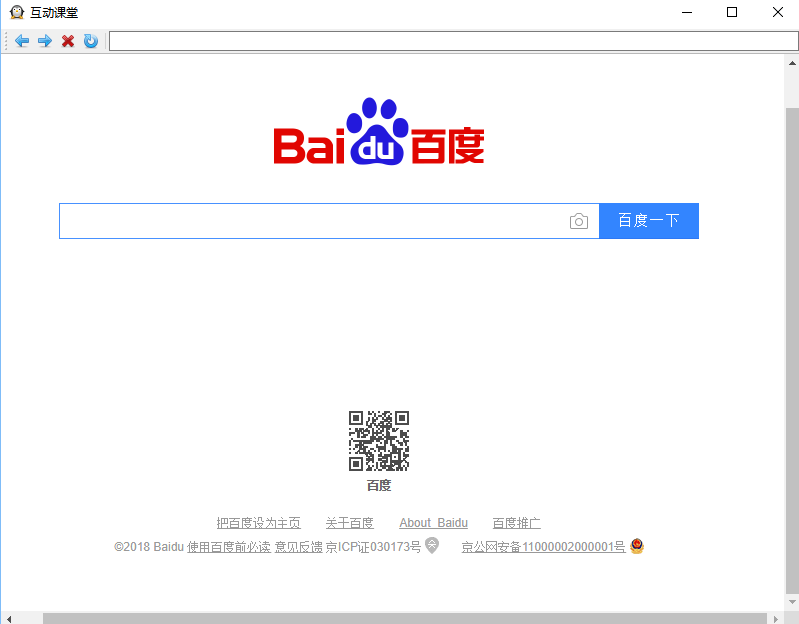 互动课堂
Bai du 百度
百度一下
百度
把百度设为主页 关于百度 About Baidu 百度推广
©2018 Baidu 使用百度前必读 意见反馈 京ICP证030173号 京公网安备11000002000001号